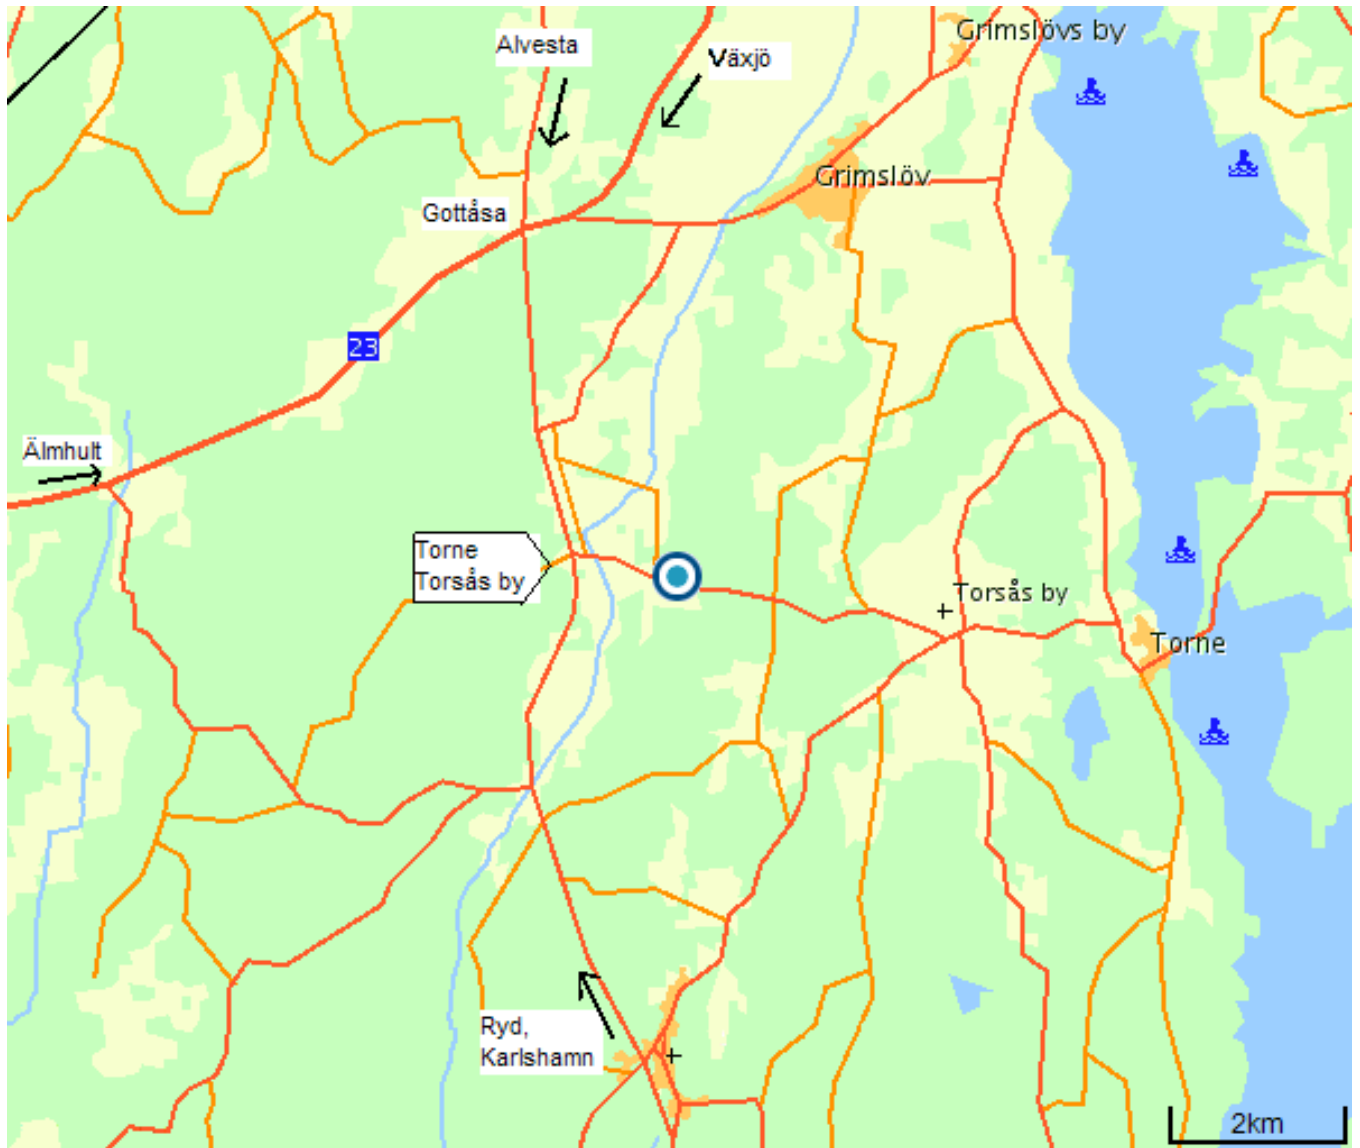 Grimslövs by
Alvesta
Växjö
Grimslöv
Gottåsa
23
Älmhult
Torne
Torsås by
Torsås by
Torne
Ryd,
Karlshamn
2km